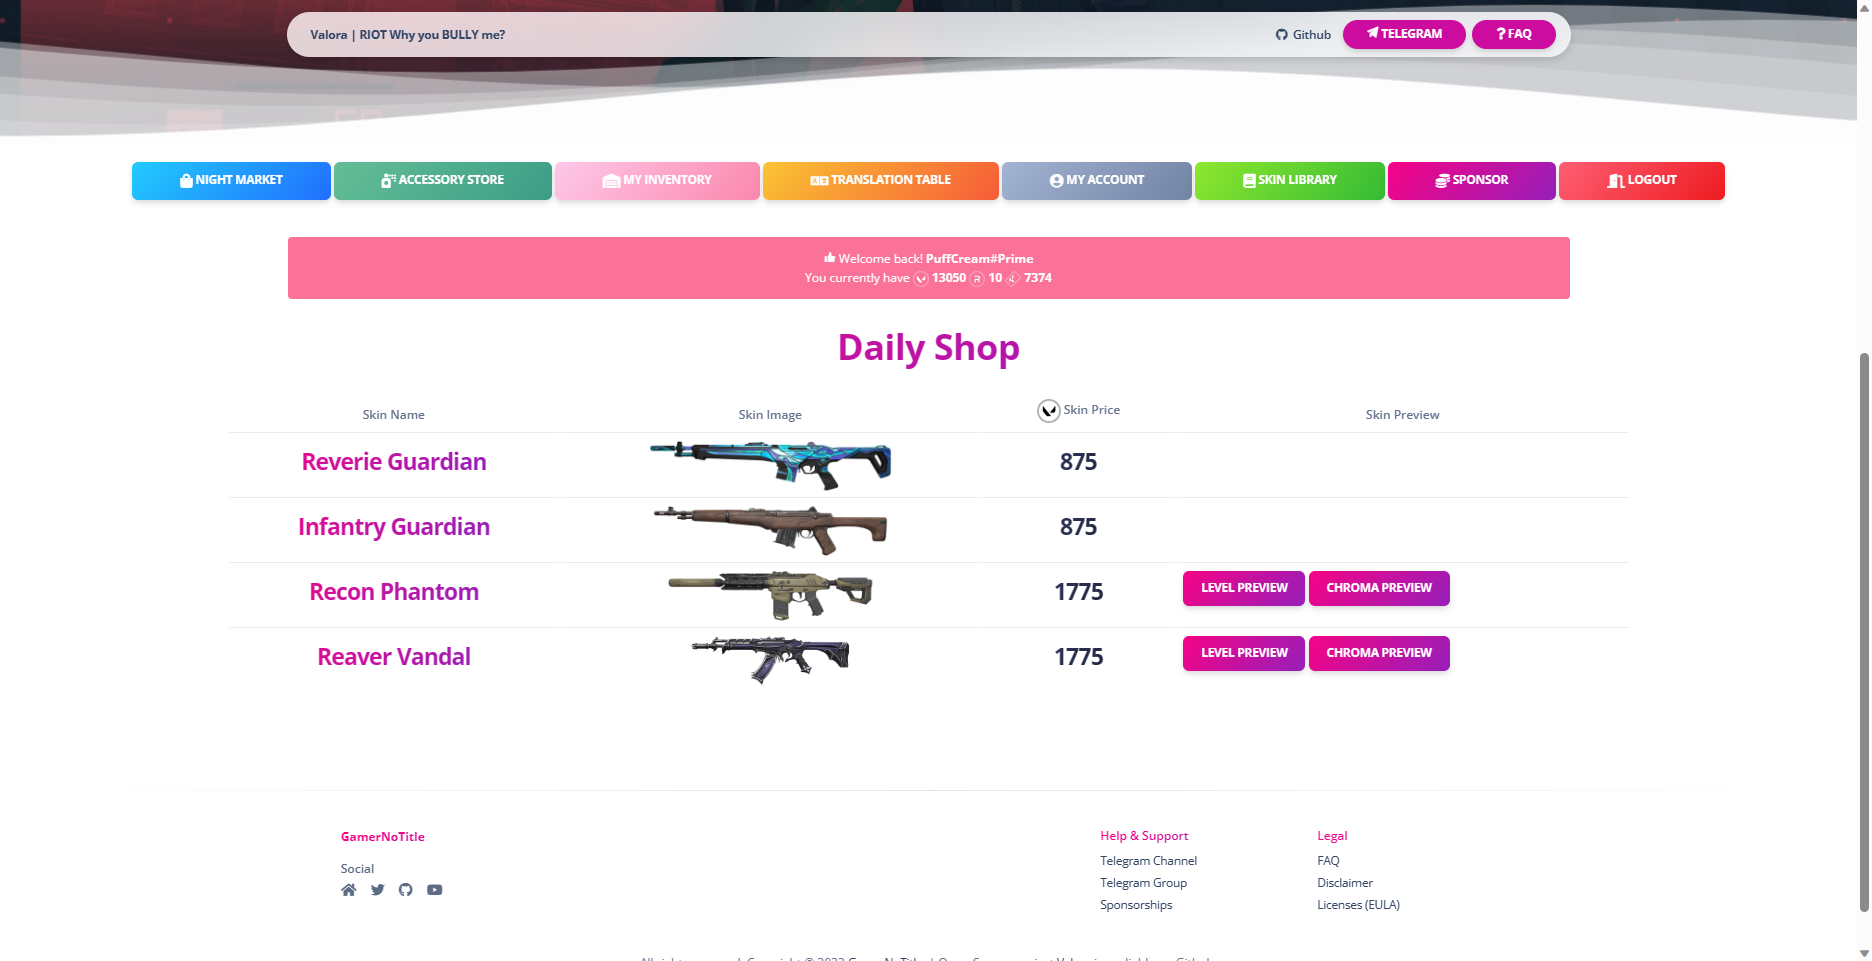 Valora | RIOT Why you BULLY me?
Github
TELEGRAM
? FAQ
NIGHT MARKET
ACCESSORY STORE
MY INVENTORY
TRANSLATION TABLE
MY ACCOUNT
SKIN LIBRARY
SPONSOR
LOGOUT
Welcome back! PuffCream#Prime
You currently have 13050 10 7374
Daily Shop
Skin Name Skin Image Skin Price Skin Preview
Reverie Guardian 875
Infantry Guardian 875
Recon Phantom 1775 LEVEL PREVIEW CHROMA PREVIEW
Reaver Vandal 1775 LEVEL PREVIEW CHROMA PREVIEW
GamerNoTitle
Social
Help & Support
Telegram Channel
Telegram Group
Sponsorships
Legal
FAQ
Disclaimer
Licenses (EULA)